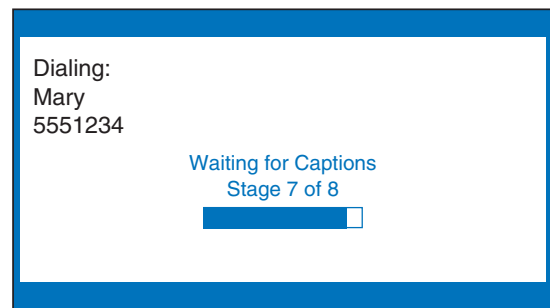 Dialing:
Mary
5551234
Waiting for Captions
Stage 7 of 8